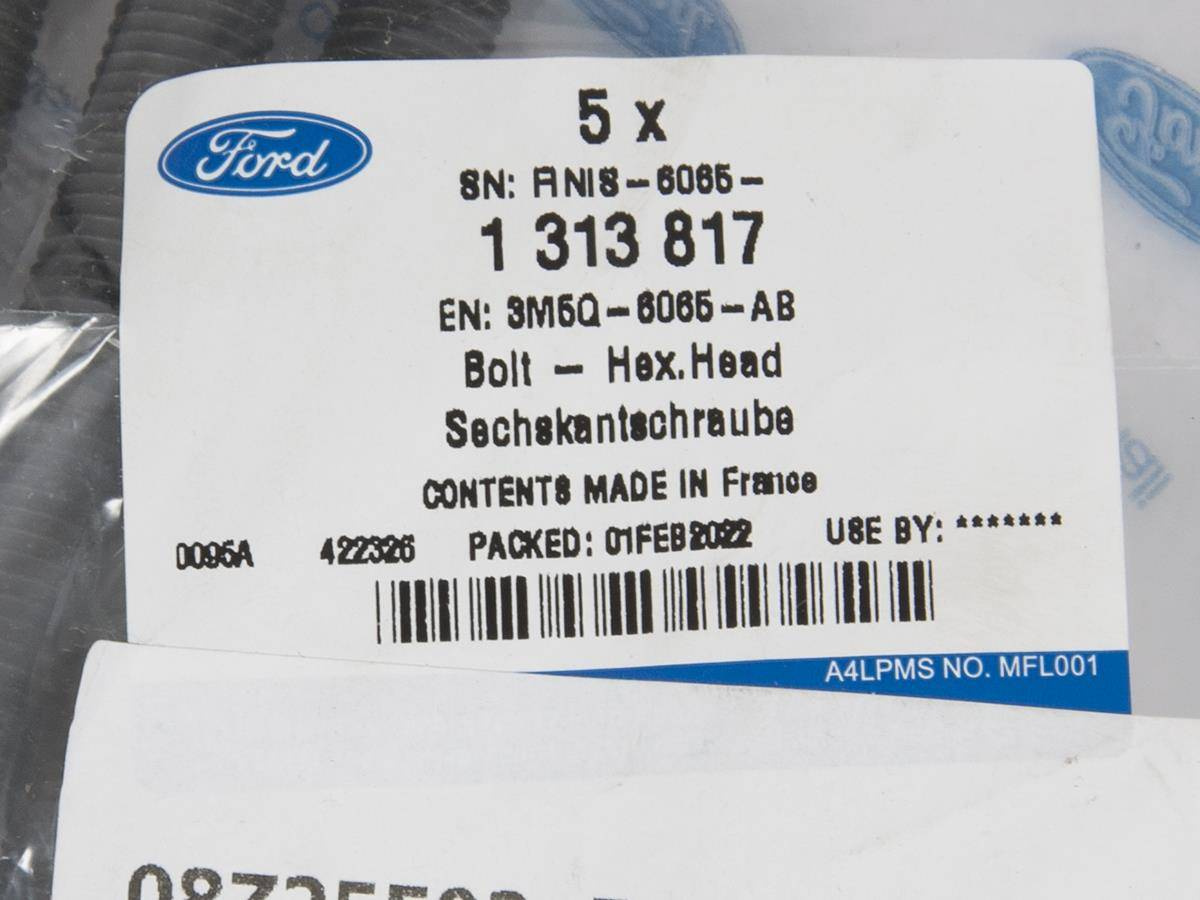 Ford
5 x
SN: FINIS-6065-
1 313 817
EN: 3M5Q-6065-AB
Bolt - Hex.Head
Sechskantschraube
CONTENTS MADE IN France
0095A 422326 PACKED: 01FEB2022 USE BY: *******
A4LPMS NO. MFL001